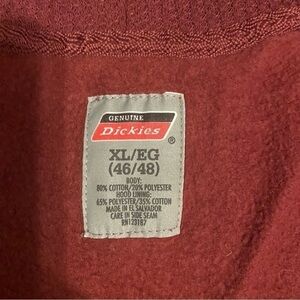 GENUINE
Dickies
®
XL/EG
(46/48)
BODY:
80% COTTON/20% POLYESTER
HOOD LINING:
65% POLYESTER/35% COTTON
MADE IN EL SALVADOR
CARE IN SIDE SEAM
RN123187